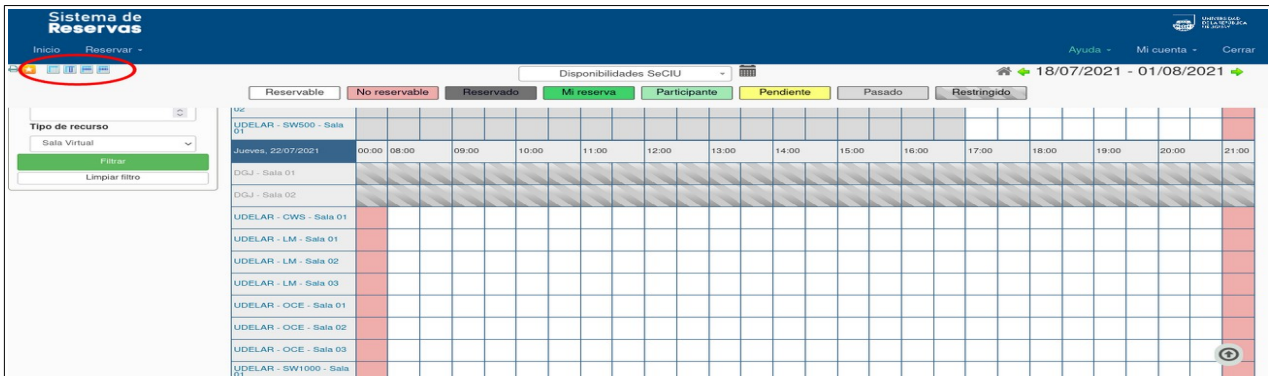 Sistema de
Reservas
UNIVERSIDAD
DE LA REPÚBLICA
Inicio Reservar
Ayuda Mi cuenta Cerrar
Disponibilidades SeCIU
18/07/2021 - 01/08/2021
Reservable No reservable Reservado Mi reserva Participante Pendiente Pasado Restringido
02
Tipo de recurso
UDELAR - SW500 - Sala
01
Sala Virtual
Jueves, 22/07/2021 00:00 08:00 09:00 10:00 11:00 12:00 13:00 14:00 15:00 16:00 17:00 18:00 19:00 20:00 21:00
Filtrar
Limpiar filtro
DGJ - Sala 01
DGJ - Sala 02
UDELAR - CWS - Sala 01
UDELAR - LM - Sala 01
UDELAR - LM - Sala 02
UDELAR - LM - Sala 03
UDELAR - OCE - Sala 01
UDELAR - OCE - Sala 02
UDELAR - OCE - Sala 03
UDELAR - SW1000 - Sala
01